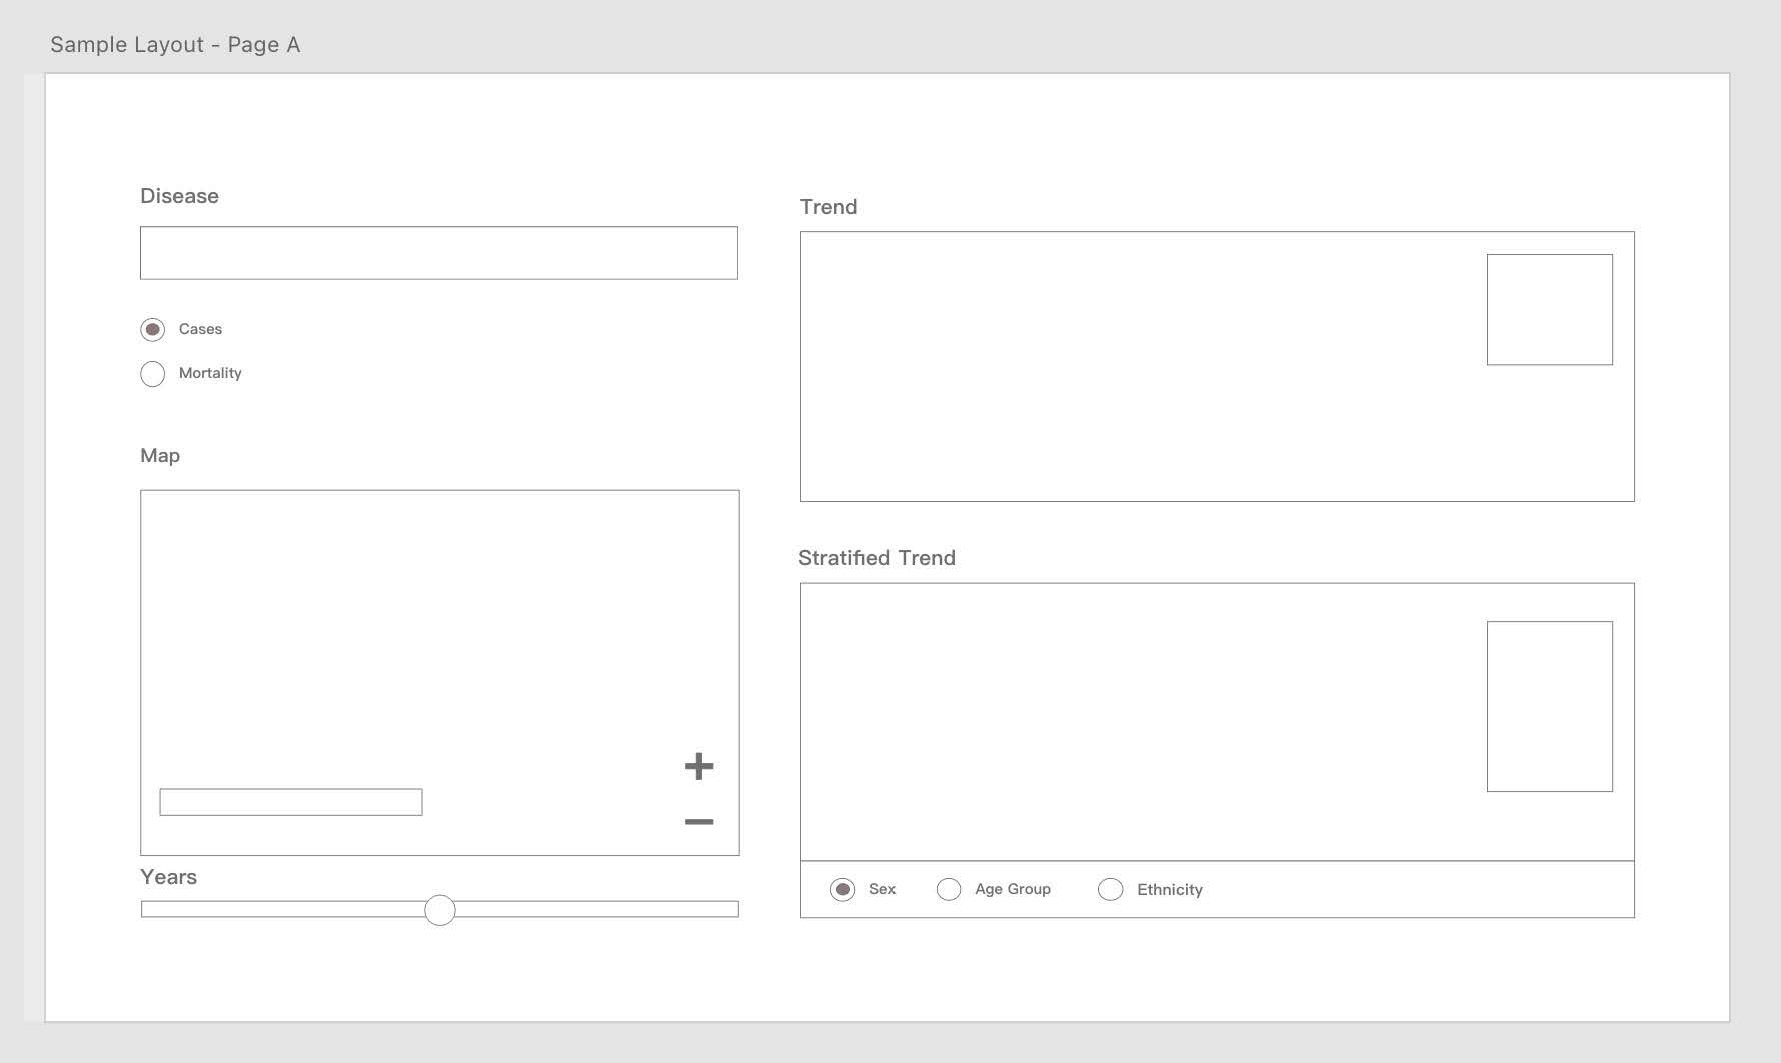 Sample Layout - Page A
Disease
Cases
Mortality
Map
Years
Trend
Stratified Trend
Sex
Age Group
Ethnicity